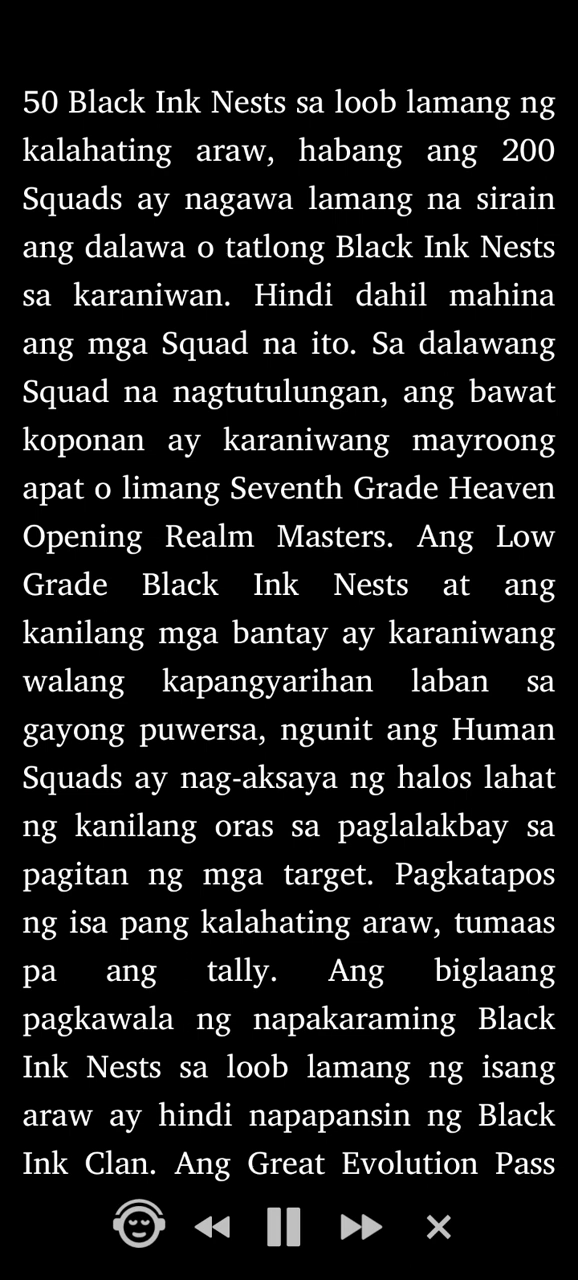 50 Black Ink Nests sa loob lamang ng
kalahating araw, habang ang 200
Squads ay nagawa lamang na sirain
ang dalawa o tatlong Black Ink Nests
sa karaniwan. Hindi dahil mahina
ang mga Squad na ito. Sa dalawang
Squad na nagtutulungan, ang bawat
koponan ay karaniwang mayroong
apat o limang Seventh Grade Heaven
Opening Realm Masters. Ang Low
Grade Black Ink Nests at ang
kanilang mga bantay ay karaniwang
walang kapangyarihan laban sa
gayong puwersa, ngunit ang Human
Squads ay nag-aksaya ng halos lahat
ng kanilang oras sa paglalakbay sa
pagitan ng mga target. Pagkatapos
ng isa pang kalahating araw, tumaas
pa ang tally. Ang biglaang
pagkawala ng napakaraming Black
Ink Nests sa loob lamang ng isang
araw ay hindi napapansin ng Black
Ink Clan. Ang Great Evolution Pass